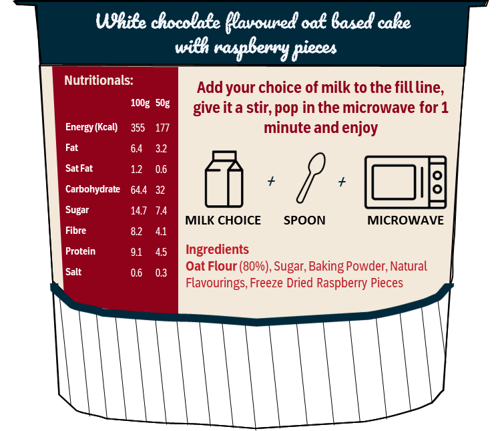 White chocolate flavoured oat based cake
with raspberry pieces
Nutritionals:
100g 50g
Energy (Kcal) 355 177
Fat 6.4 3.2
Sat Fat 1.2 0.6
Carbohydrate 64.4 32
Sugar 14.7 7.4
Fibre 8.2 4.1
Protein 9.1 4.5
Salt 0.6 0.3
Add your choice of milk to the fill line,
give it a stir, pop in the microwave for 1
minute and enjoy
+ +
MILK CHOICE SPOON MICROWAVE
Ingredients
Oat Flour (80%), Sugar, Baking Powder, Natural
Flavourings, Freeze Dried Raspberry Pieces